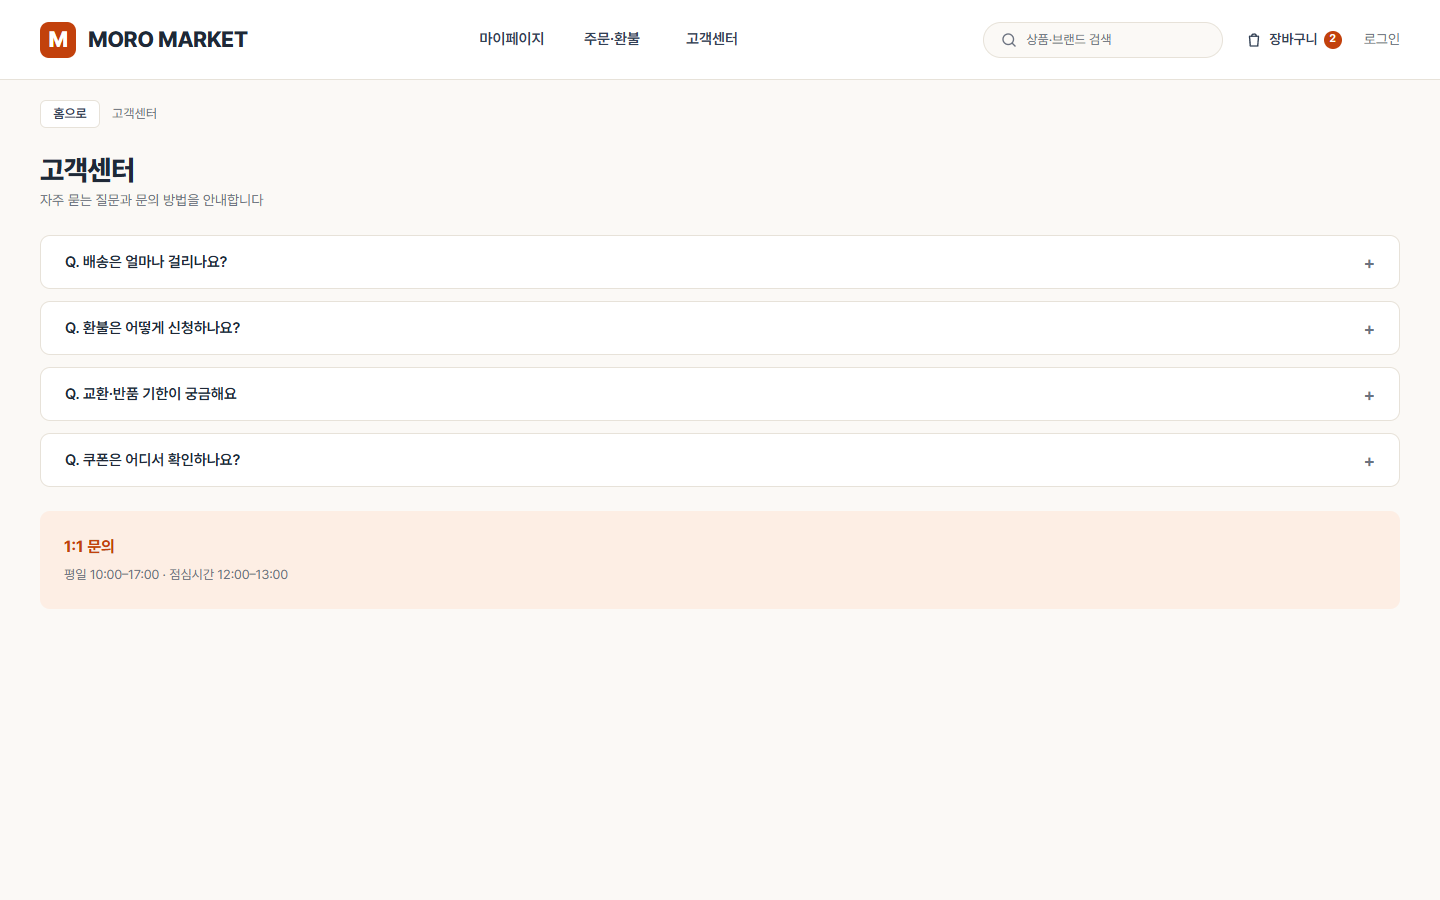 M MORO MARKET 마이페이지 주문·환불 고객센터 상품·브랜드 검색 장바구니 2 로그인
홈으로 고객센터
고객센터
자주 묻는 질문과 문의 방법을 안내합니다
Q. 배송은 얼마나 걸리나요? +
Q. 환불은 어떻게 신청하나요? +
Q. 교환·반품 기한이 궁금해요 +
Q. 쿠폰은 어디서 확인하나요? +
1:1 문의
평일 10:00–17:00 · 점심시간 12:00–13:00